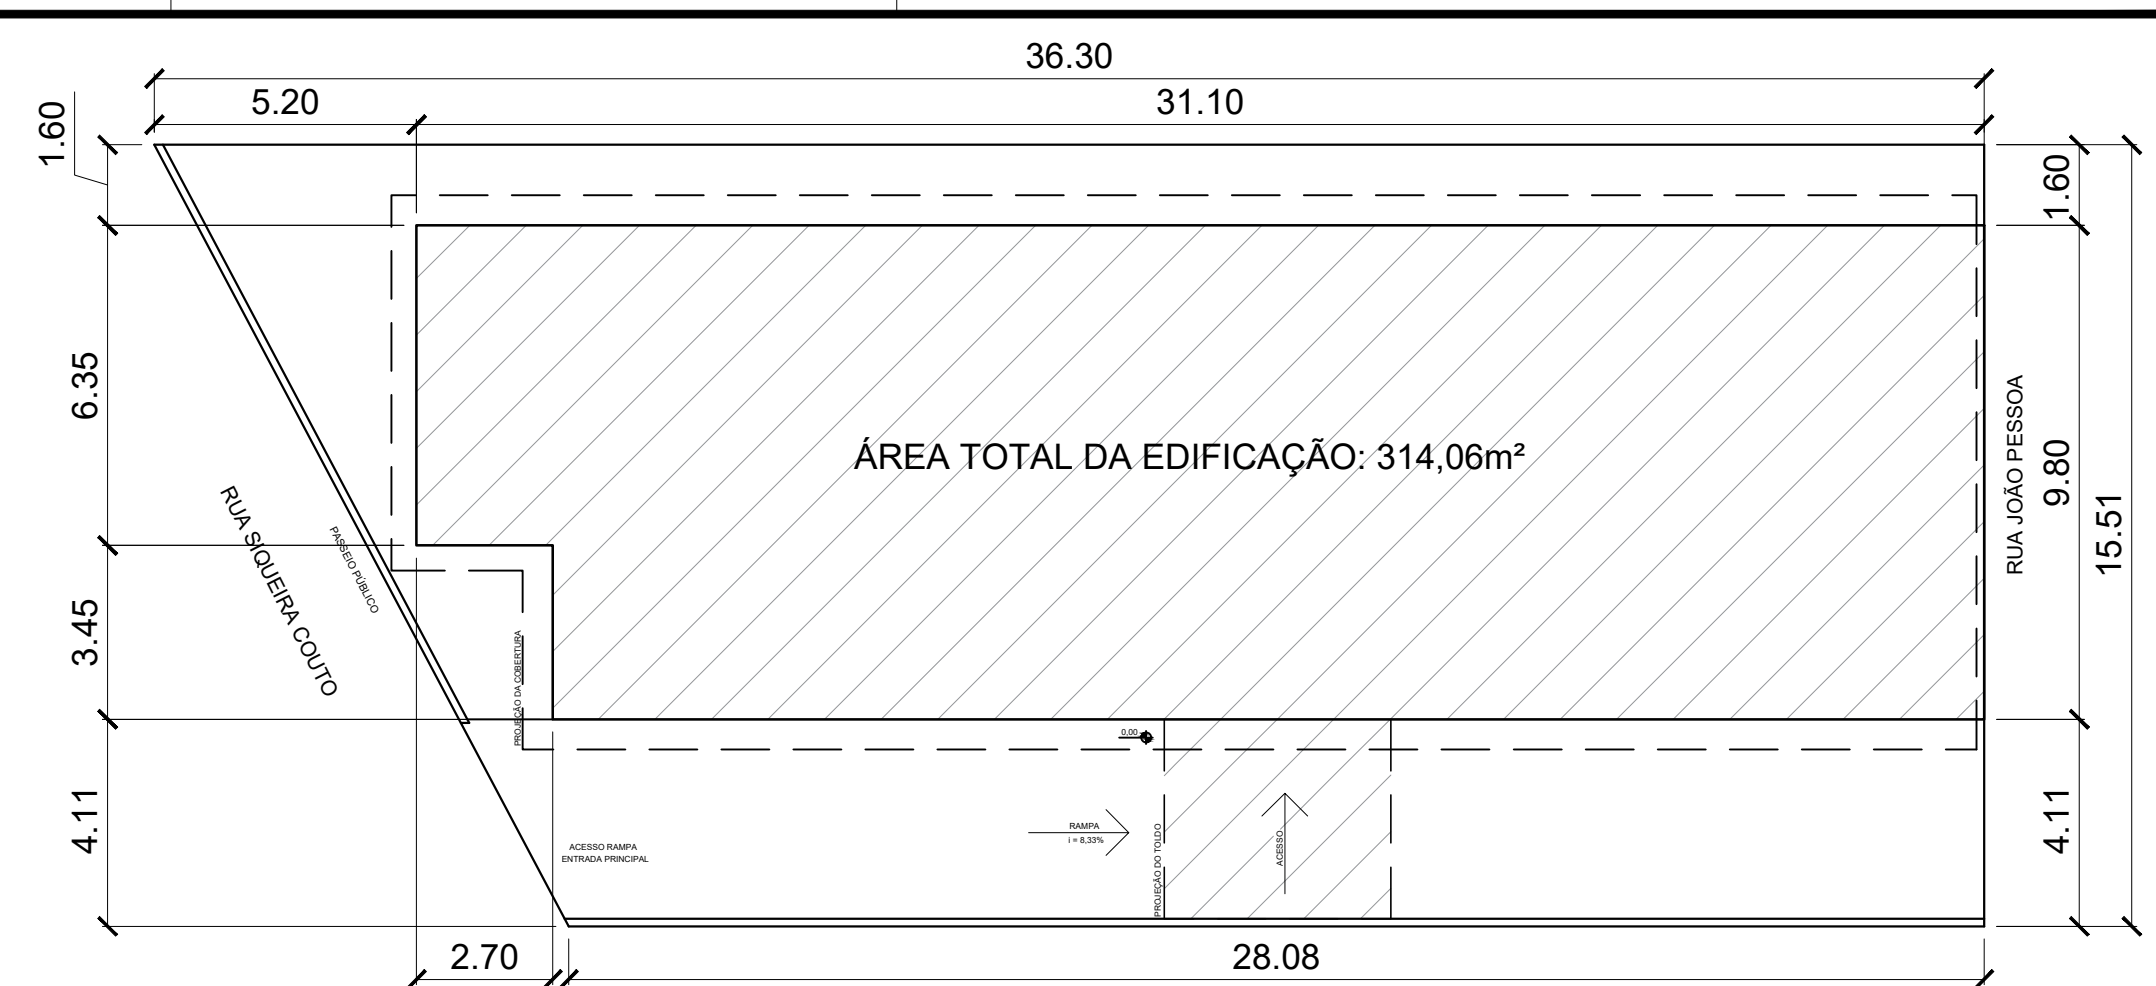 36.30
5.20
31.10
1.60
1.60
6.35
9.80
15.51
ÁREA TOTAL DA EDIFICAÇÃO: 314,06m²
RUA JOÃO PESSOA
RUA SIQUEIRA COUTO
PASSEIO PÚBLICO
3.45
PROJEÇÃO DA COBERTURA
0,00
4.11
4.11
ACESSO RAMPA
ENTRADA PRINCIPAL
RAMPA
i = 8,33%
PROJEÇÃO DO TOLDO
ACESSO
2.70
28.08